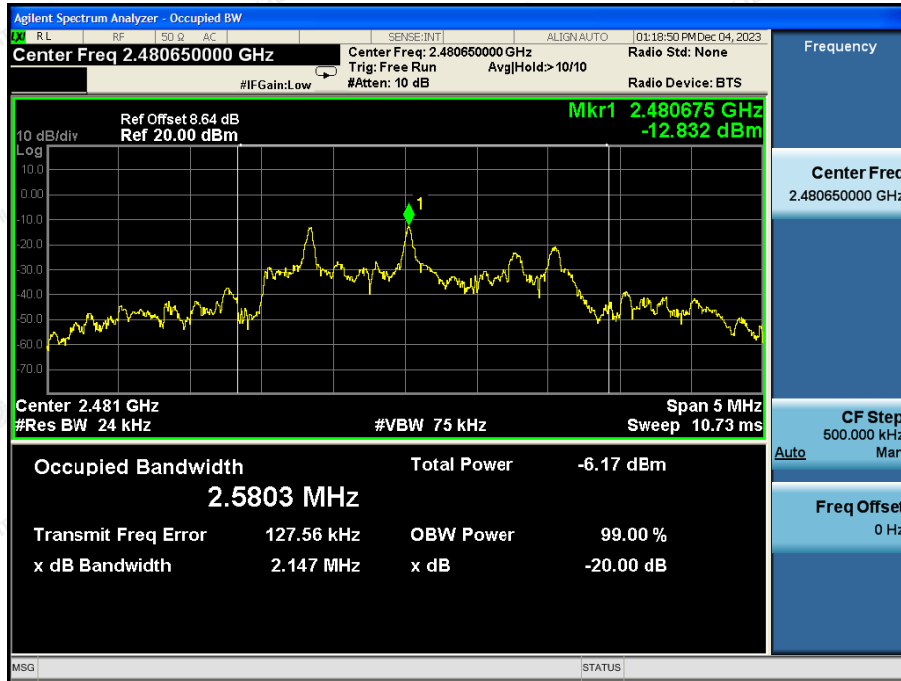 Agilent Spectrum Analyzer - Occupied BW
LXI RL RF 50 Ω AC SENSE:INT ALIGNAUTO 01:18:50 PMDec 04, 2023
Center Freq 2.480650000 GHz
Center Freq: 2.480650000 GHz
Radio Std: None
Trig: Free Run Avg|Hold:>10/10
#IFGain:Low
#Atten: 10 dB
Radio Device: BTS
Frequency
Ref Offset 8.64 dB
10 dB/div Ref 20.00 dBm
Mkr1 2.480675 GHz
-12.832 dBm
Log
10.0
0.00
-10.0
-20.0
-30.0
-40.0
-50.0
-60.0
-70.0
1
Center 2.481 GHz
Span 5 MHz
#Res BW 24 kHz
#VBW 75 kHz
Sweep 10.73 ms
Occupied Bandwidth
2.5803 MHz
Total Power -6.17 dBm
Transmit Freq Error 127.56 kHz
OBW Power 99.00 %
x dB Bandwidth 2.147 MHz
x dB -20.00 dB
Center Freq
2.480650000 GHz
CF Step
500.000 kHz
Auto Man
Freq Offset
0 Hz
MSG
STATUS